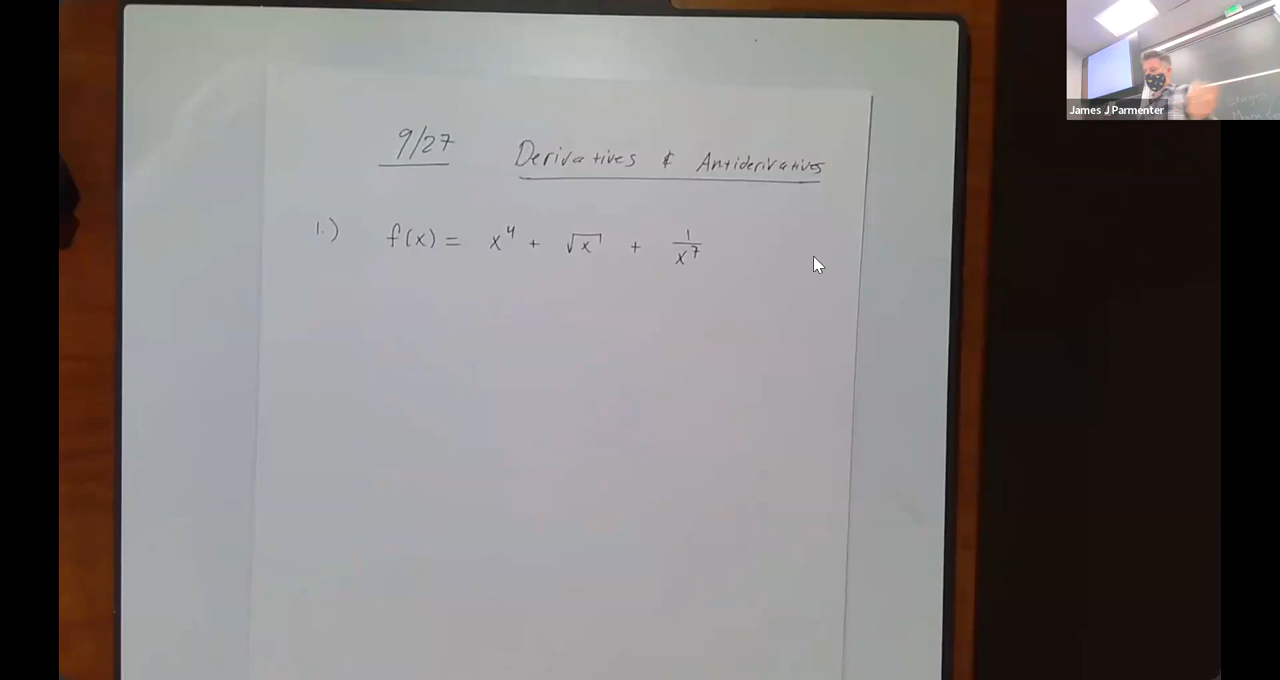 9/27 Derivatives & Antiderivatives
1.) f(x) = x⁴ + √x + 1/x⁷
James J Parmenter